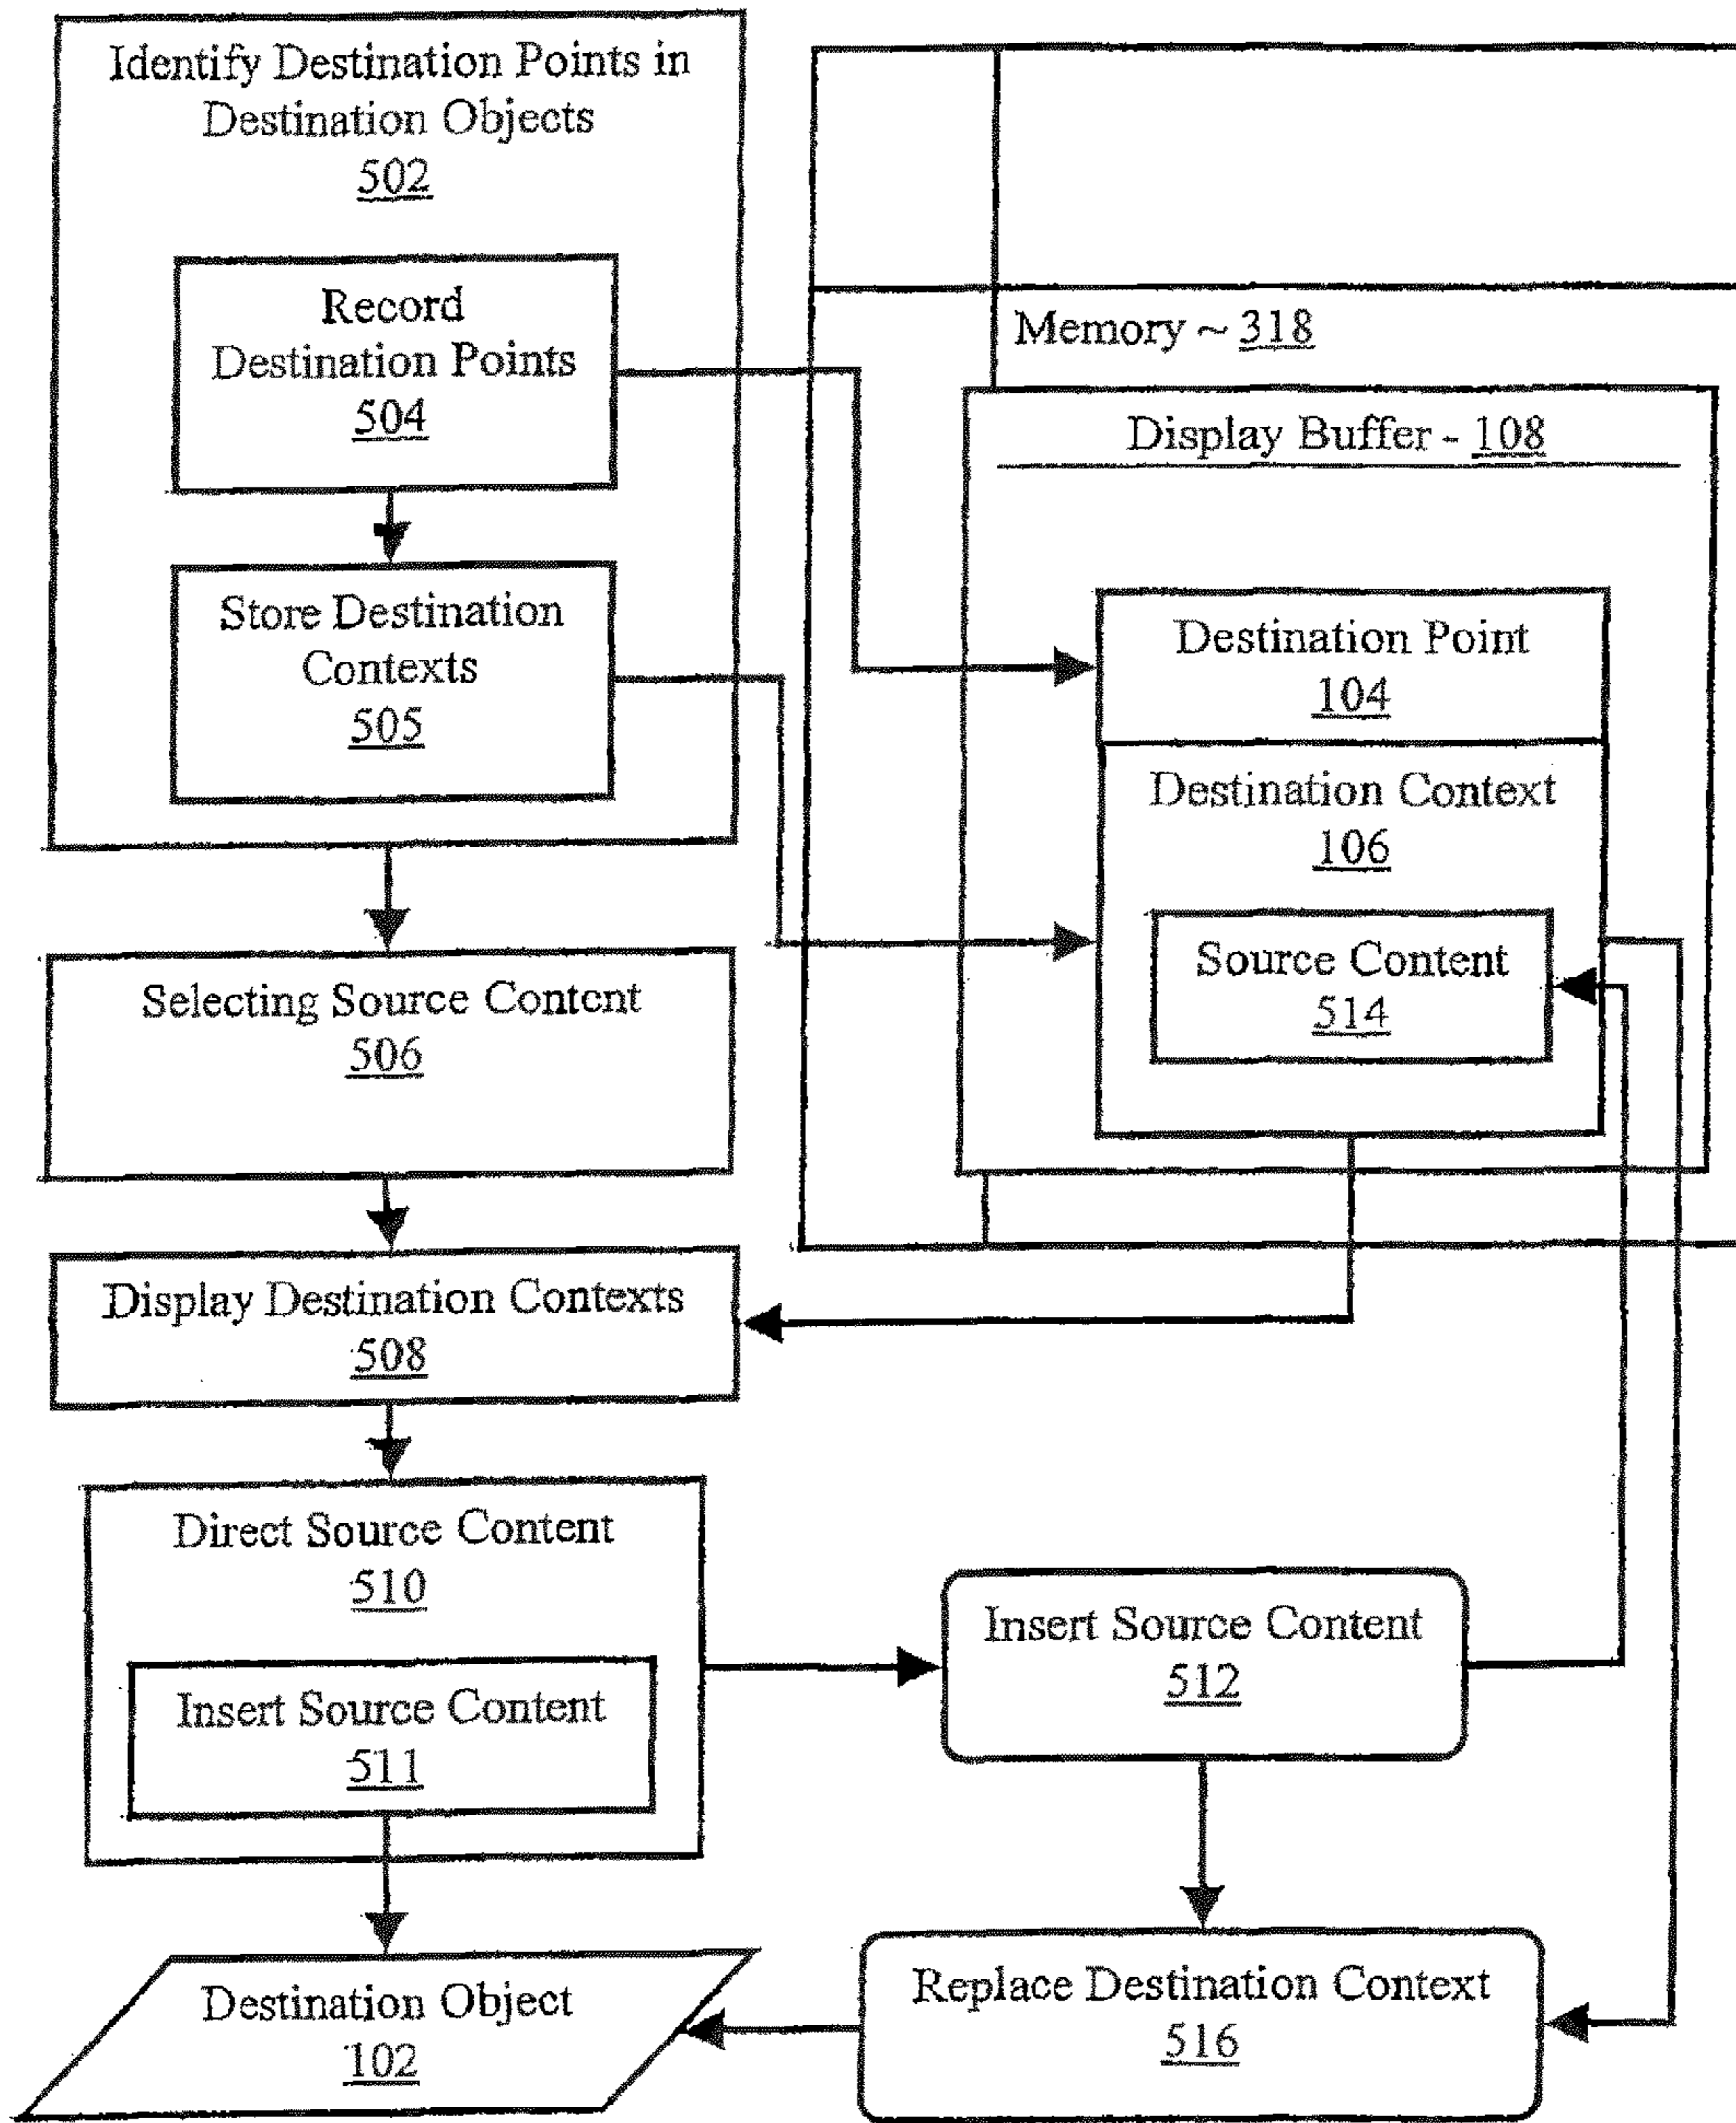 Identify Destination Points in
Destination Objects
502
Record
Destination Points
504
Store Destination
Contexts
505
Selecting Source Content
506
Display Destination Contexts
508
Direct Source Content
510
Insert Source Content
511
Destination Object
102
Memory ~ 318
Display Buffer - 108
Destination Point
104
Destination Context
106
Source Content
514
Insert Source Content
512
Replace Destination Context
516